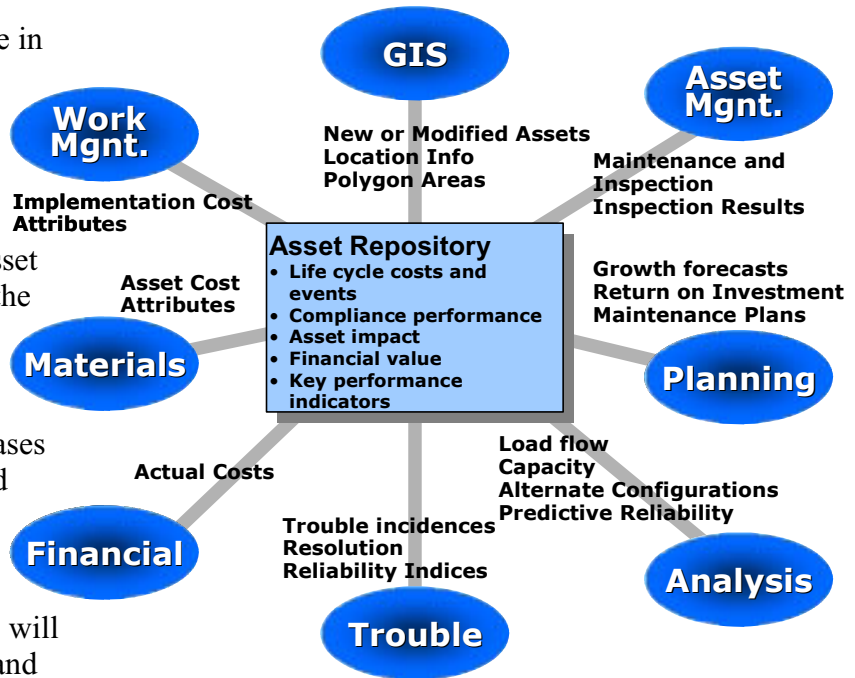 e in
GIS
Asset
Mgnt.
Work
Mgnt.
New or Modified Assets
Location Info
Polygon Areas
Maintenance and
Inspection
Inspection Results
Implementation Cost
Attributes
sset
the
Asset Cost
Attributes
Asset Repository
• Life cycle costs and
events
• Compliance performance
• Asset impact
• Financial value
• Key performance
indicators
Growth forecasts
Return on Investment
Maintenance Plans
Materials
Planning
ases
d
Actual Costs
Load flow
Capacity
Alternate Configurations
Predictive Reliability
Trouble incidences
Resolution
Reliability Indices
Financial
Analysis
Trouble
will
and